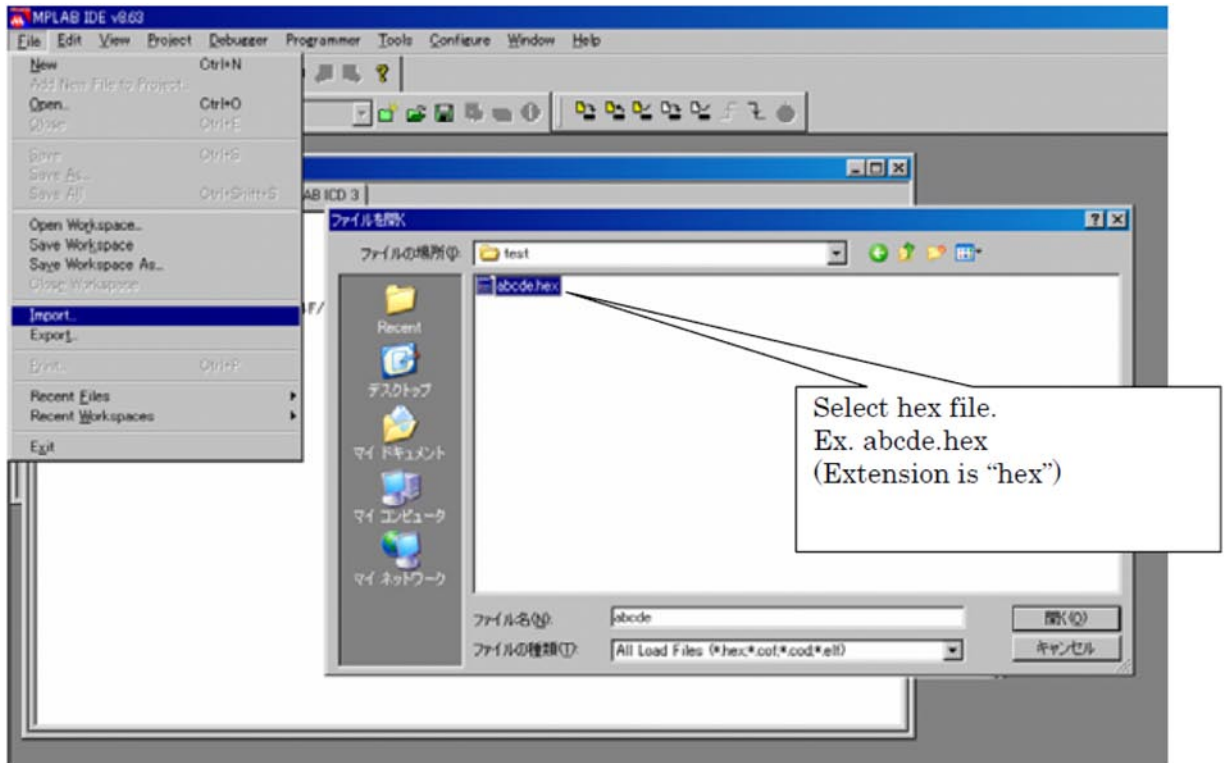 MPLAB IDE v8.63
File Edit View Project Debugger Programmer Tools Configure Window Help
New Ctrl+N
Add New File to Project...
Open... Ctrl+O
Close Ctrl+E
Save Ctrl+S
Save As...
Save All Ctrl+Shift+S
Open Workspace...
Save Workspace
Save Workspace As...
Close Workspace
Import...
Export...
Print... Ctrl+P
Recent Files
Recent Workspaces
Exit
AB ICD 3
ファイルを開く
ファイルの場所(I):
test
Recent
デスクトップ
マイ ドキュメント
マイ コンピュータ
マイ ネットワーク
abcde.hex
Select hex file.
Ex. abcde.hex
(Extension is “hex”)
ファイル名(N):
abcde
開く(O)
ファイルの種類(T):
All Load Files (*.hex;*.cof;*.cod;*.elf)
キャンセル